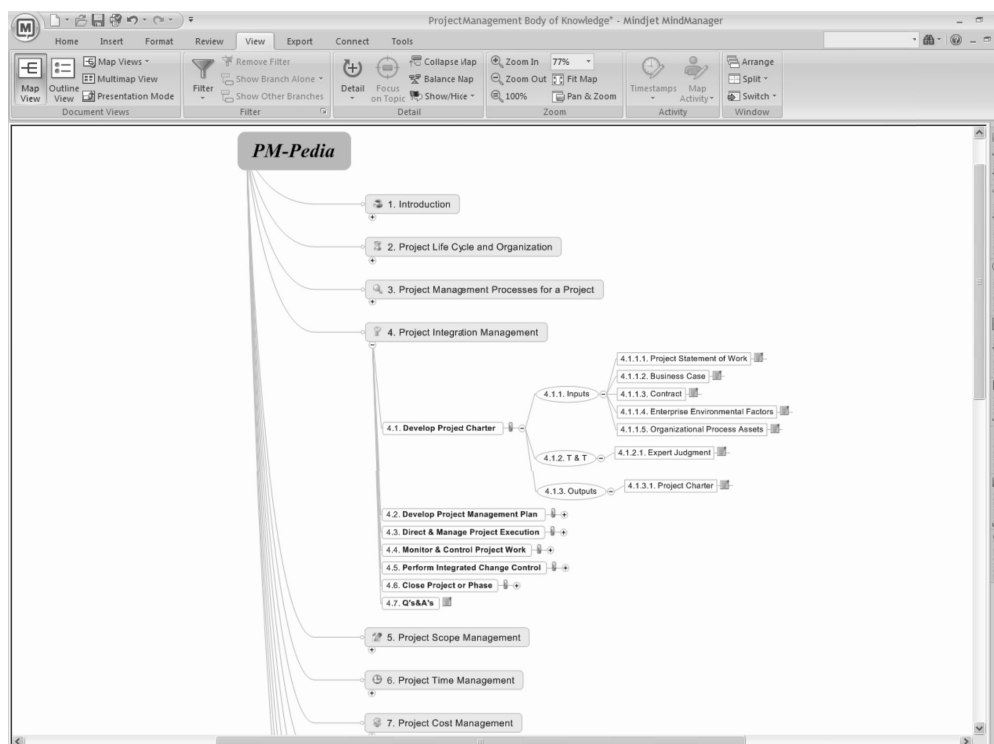 ProjectManagement Body of Knowledge* - Mindjet MindManager
Home Insert Format Review View Export Connect Tools
Map View
Outline View
Map Views
Multimap View
Presentation Mode
Document Views
Filter
Remove Filter
Show Branch Alone
Show Other Branches
Filter
Detail
Focus on Topic
Collapse Map
Balance Map
Show/Hice
Detail
Zoom In 77%
Zoom Out Fit Map
100% Pan & Zoom
Zoom
Timestamps
Map Activity
Activity
Arrange
Split
Switch
Window
PM-Pedia
1. Introduction
2. Project Life Cycle and Organization
3. Project Management Processes for a Project
4. Project Integration Management
4.1. Develop Projed Charter
4.1.1. Inputs
4.1.1.1. Project Statement of Work
4.1.1.2. Business Case
4.1.1.3. Contract
4.1.1.4. Enterprise Environmental Factors
4.1.1.5. Organizational Process Assets
4.1.2. T & T
4.1.2.1. Expert Judgment
4.1.3. Outputs
4.1.3.1. Project Charter
4.2. Develop Project Management Plan
4.3. Direct & Manage Project Execution
4.4. Monitor & Control Project Work
4.5. Perform Integrated Change Control
4.6. Close Project or Phase
4.7. Q's&A's
5. Project Scope Management
6. Project Time Management
7. Project Cost Management